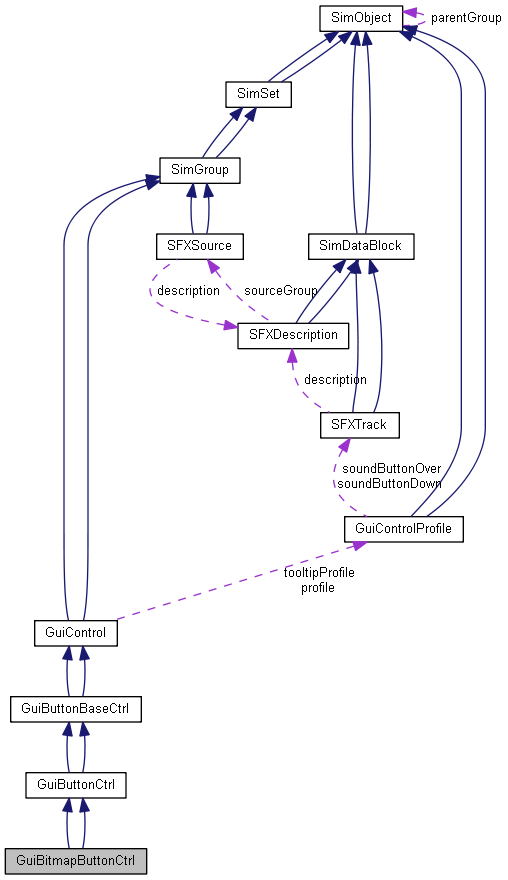 SimObject
parentGroup
SimSet
SimGroup
SFXSource
SimDataBlock
description
sourceGroup
SFXDescription
description
SFXTrack
soundButtonOver
soundButtonDown
GuiControlProfile
tooltipProfile
profile
GuiControl
GuiButtonBaseCtrl
GuiButtonCtrl
GuiBitmapButtonCtrl